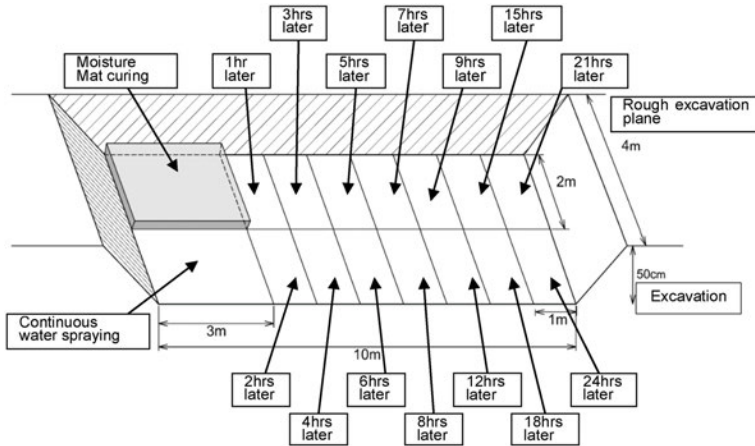 3hrs
later
7hrs
later
15hrs
later
Moisture
Mat curing
1hr
later
5hrs
later
9hrs
later
21hrs
later
Rough excavation
plane
4m
2m
50cm
Excavation
Continuous
water spraying
3m
1m
10m
2hrs
later
6hrs
later
12hrs
later
24hrs
later
4hrs
later
8hrs
later
18hrs
later